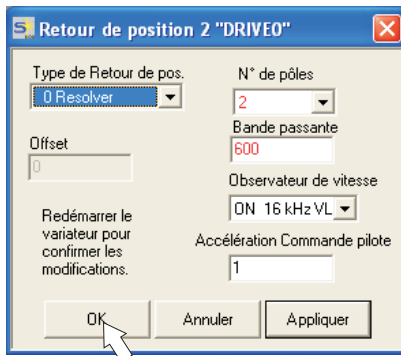 Retour de position 2 "DRIVE0"
Type de Retour de pos.
0 Resolver
Offset
0
Redémarrer le
variateur pour
confirmer les
modifications.
N° de pôles
2
Bande passante
600
Observateur de vitesse
ON 16 kHz VL
Accélération Commande pilote
1
OK
Annuler
Appliquer